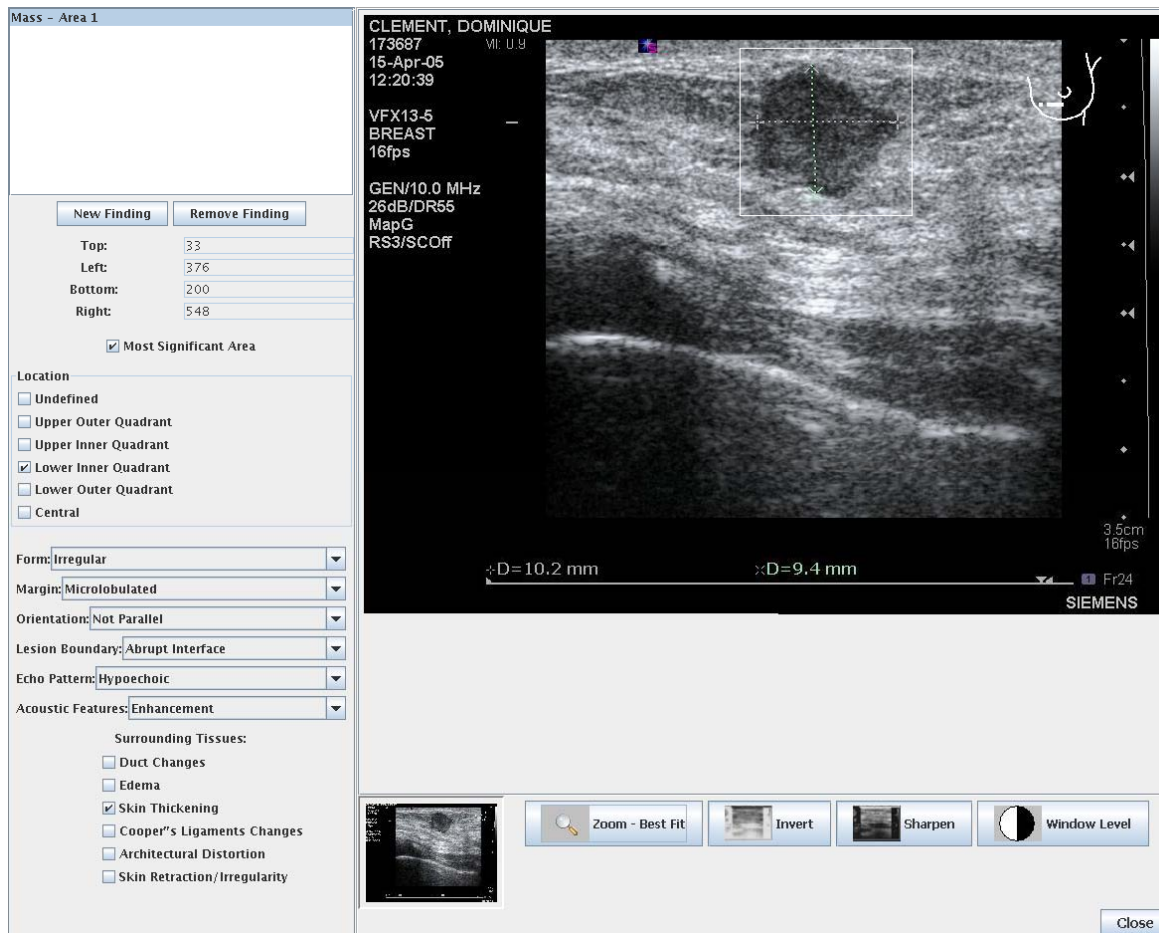 Mass - Area 1
New Finding
Remove Finding
Top: 33
Left: 376
Bottom: 200
Right: 548
Most Significant Area
Location
Undefined
Upper Outer Quadrant
Upper Inner Quadrant
Lower Inner Quadrant
Lower Outer Quadrant
Central
Form: Irregular
Margin: Microlobulated
Orientation: Not Parallel
Lesion Boundary: Abrupt Interface
Echo Pattern: Hypoechoic
Acoustic Features: Enhancement
Surrounding Tissues:
Duct Changes
Edema
Skin Thickening
Cooper"s Ligaments Changes
Architectural Distortion
Skin Retraction/Irregularity
CLEMENT, DOMINIQUE
173687 MI: 0.9
15-Apr-05
12:20:39
VFX13-5
BREAST
16fps
GEN/10.0 MHz
26dB/DR55
MapG
RS3/SCOff
3.5cm
16fps
D=10.2 mm
D=9.4 mm
1 Fr24
SIEMENS
Zoom - Best Fit
Invert
Sharpen
Window Level
Close